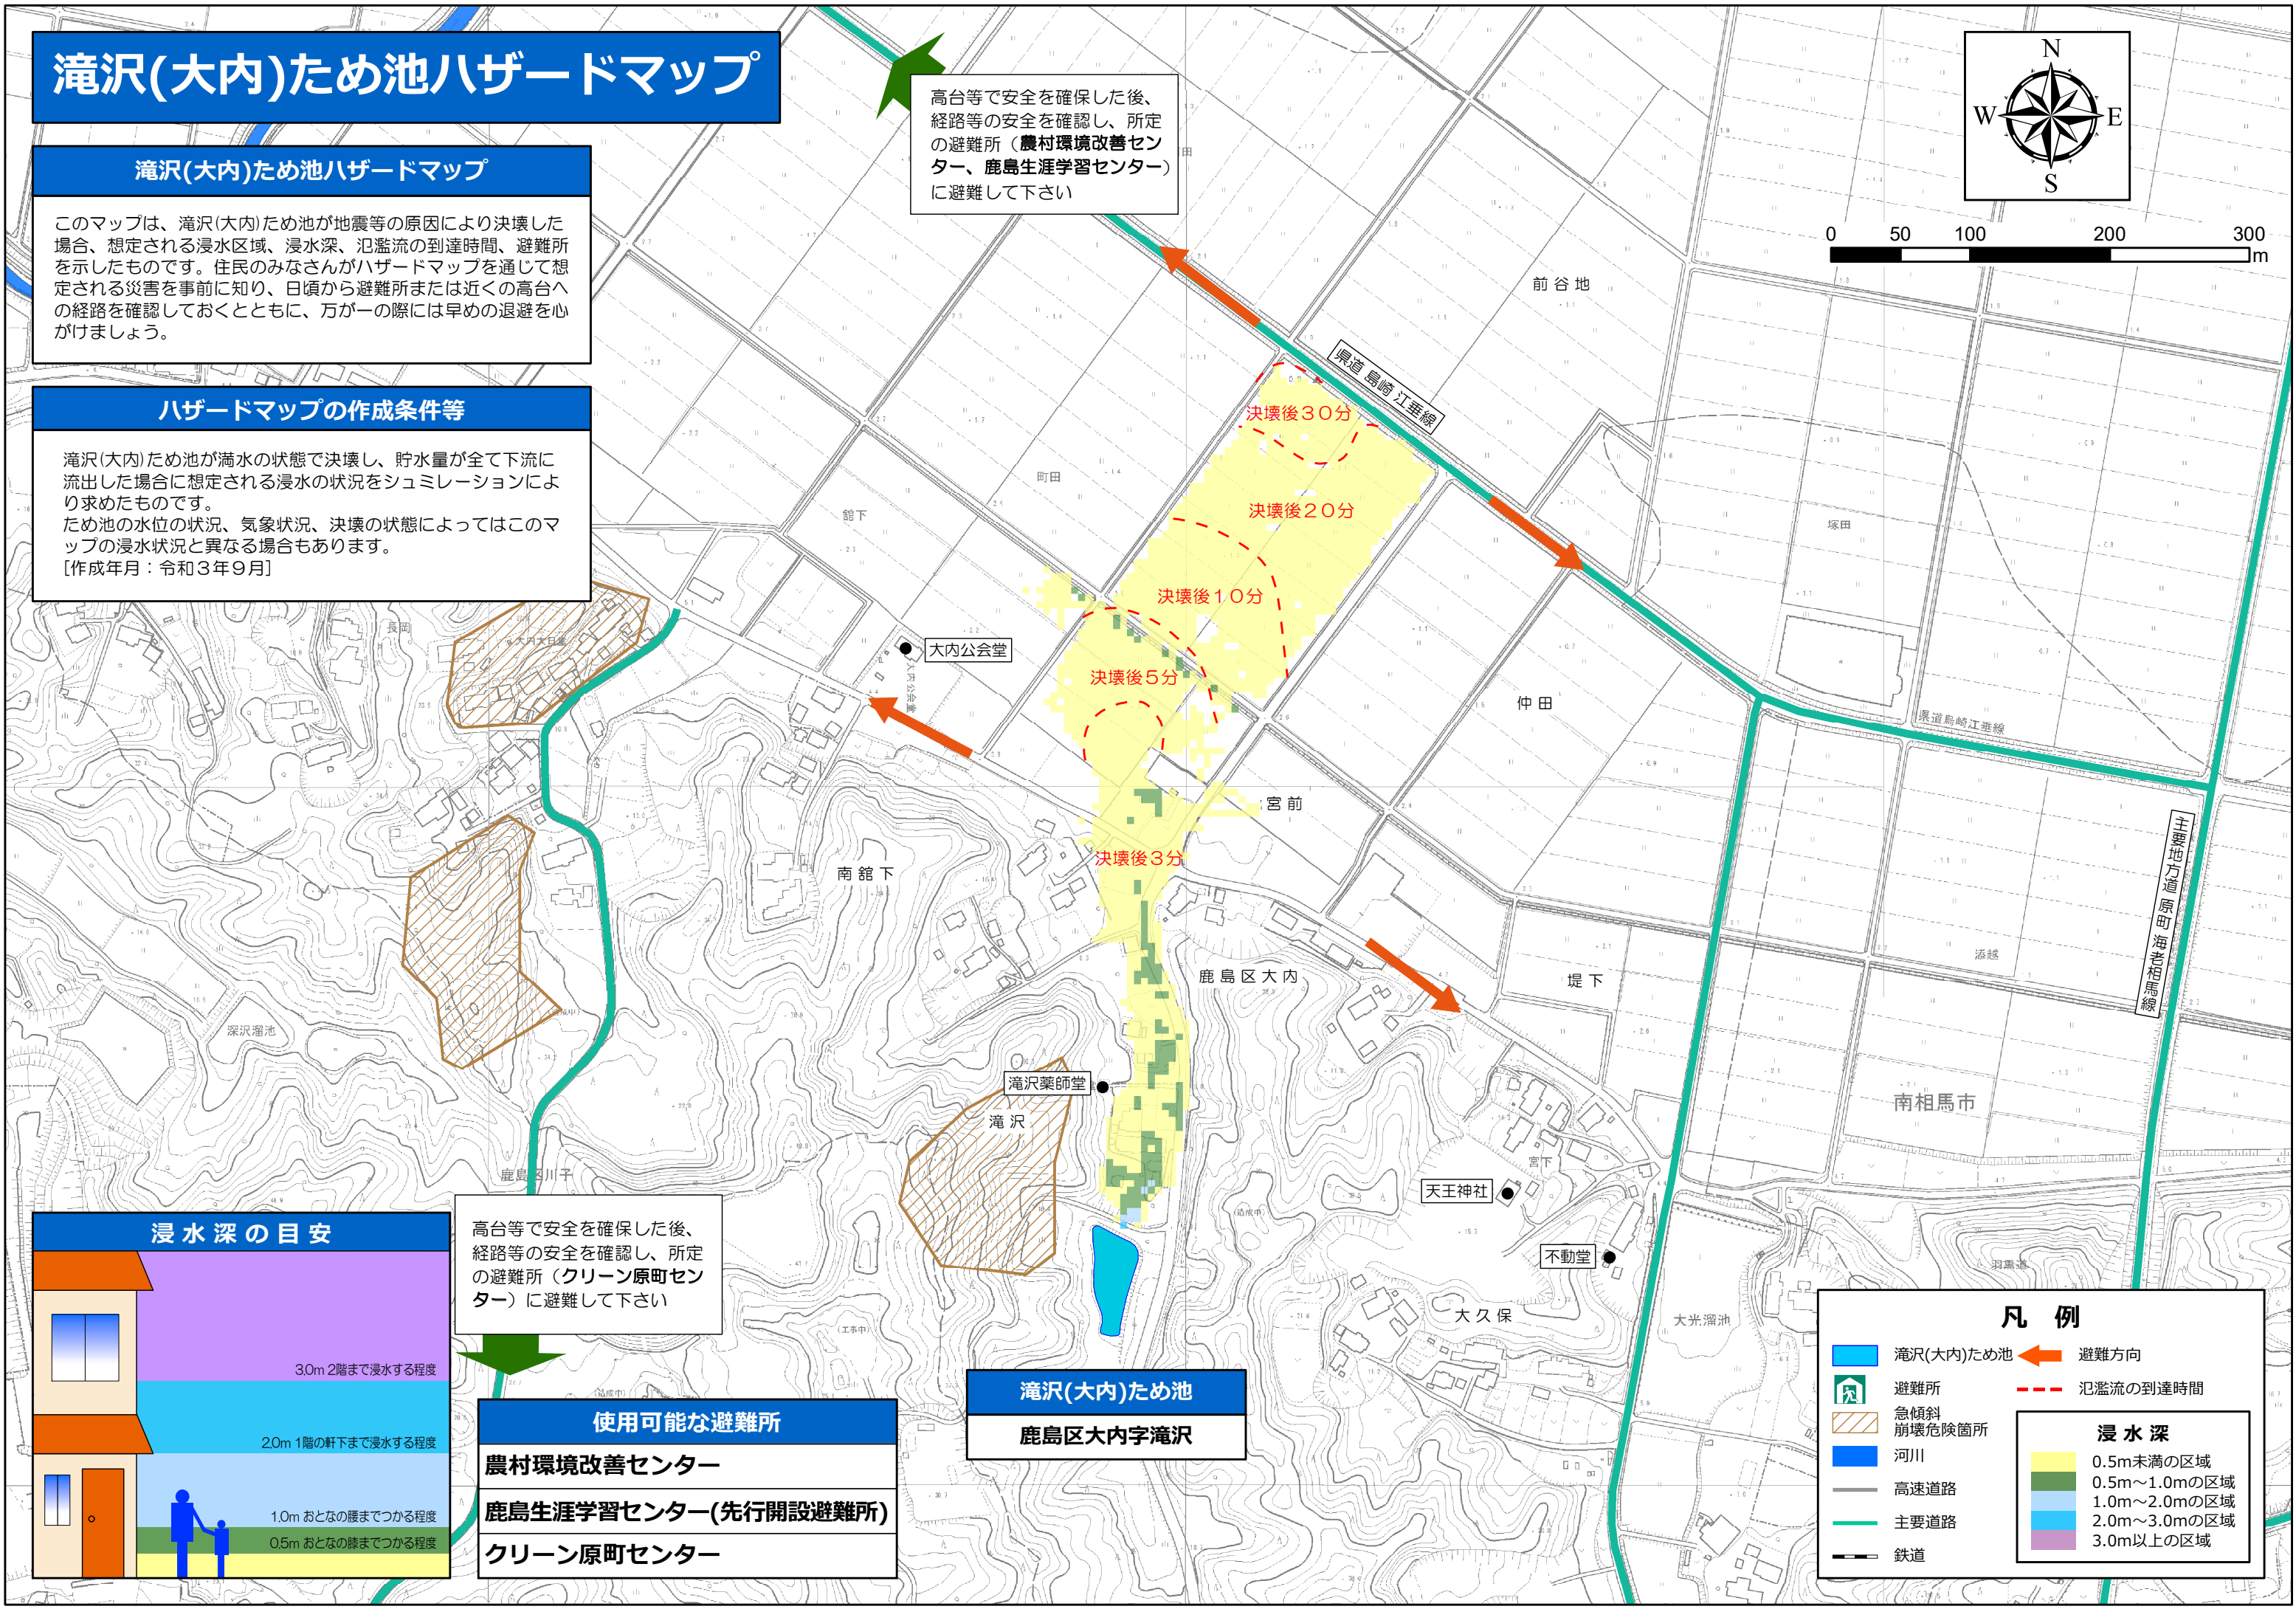 滝沢(大内)ため池ハザードマップ
滝沢(大内)ため池ハザードマップ
このマップは、滝沢(大内)ため池が地震等の原因により決壊した
場合、想定される浸水区域、浸水深、氾濫流の到達時間、避難所
を示したものです。住民のみなさんがハザードマップを通じて想
定される災害を事前に知り、日頃から避難所または近くの高台へ
の経路を確認しておくとともに、万が一の際には早めの退避を心
がけましょう。
ハザードマップの作成条件等
滝沢(大内)ため池が満水の状態で決壊し、貯水量が全て下流に
流出した場合に想定される浸水の状況をシュミレーションによ
り求めたものです。
ため池の水位の状況、気象状況、決壊の状態によってはこのマ
ップの浸水状況と異なる場合もあります。
[作成年月：令和３年９月]
高台等で安全を確保した後、
経路等の安全を確認し、所定
の避難所（農村環境改善セン
ター、鹿島生涯学習センター）
に避難して下さい
N
W
E
S
0 50 100 200 300
m
前谷地
県道 島崎 江垂線
決壊後３０分
決壊後２０分
決壊後１０分
決壊後５分
決壊後３分
町田
舘下
塚田
長岡
大内大日堂
大内公会堂
大内公会堂
仲田
県道島崎江垂線
宮前
南舘下
主要地方道 原町 海老相馬線
添越
鹿島区大内
堤下
深沢溜池
滝沢薬師堂
滝沢
南相馬市
宮下
天王神社
鹿島区川子
不動堂
羽黒道
大久保
大光溜池
(造成中)
(造成中)
(工事中)
(造成中)
高台等で安全を確保した後、
経路等の安全を確認し、所定
の避難所（クリーン原町セン
ター）に避難して下さい
浸水深の目安
3.0m 2階まで浸水する程度
2.0m 1階の軒下まで浸水する程度
1.0m おとなの腰までつかる程度
0.5m おとなの膝までつかる程度
使用可能な避難所
農村環境改善センター
鹿島生涯学習センター(先行開設避難所)
クリーン原町センター
滝沢(大内)ため池
鹿島区大内字滝沢
凡 例
滝沢(大内)ため池
避難方向
避難所
氾濫流の到達時間
急傾斜
崩壊危険箇所
河川
高速道路
主要道路
鉄道
浸水深
0.5m未満の区域
0.5m～1.0mの区域
1.0m～2.0mの区域
2.0m～3.0mの区域
3.0m以上の区域